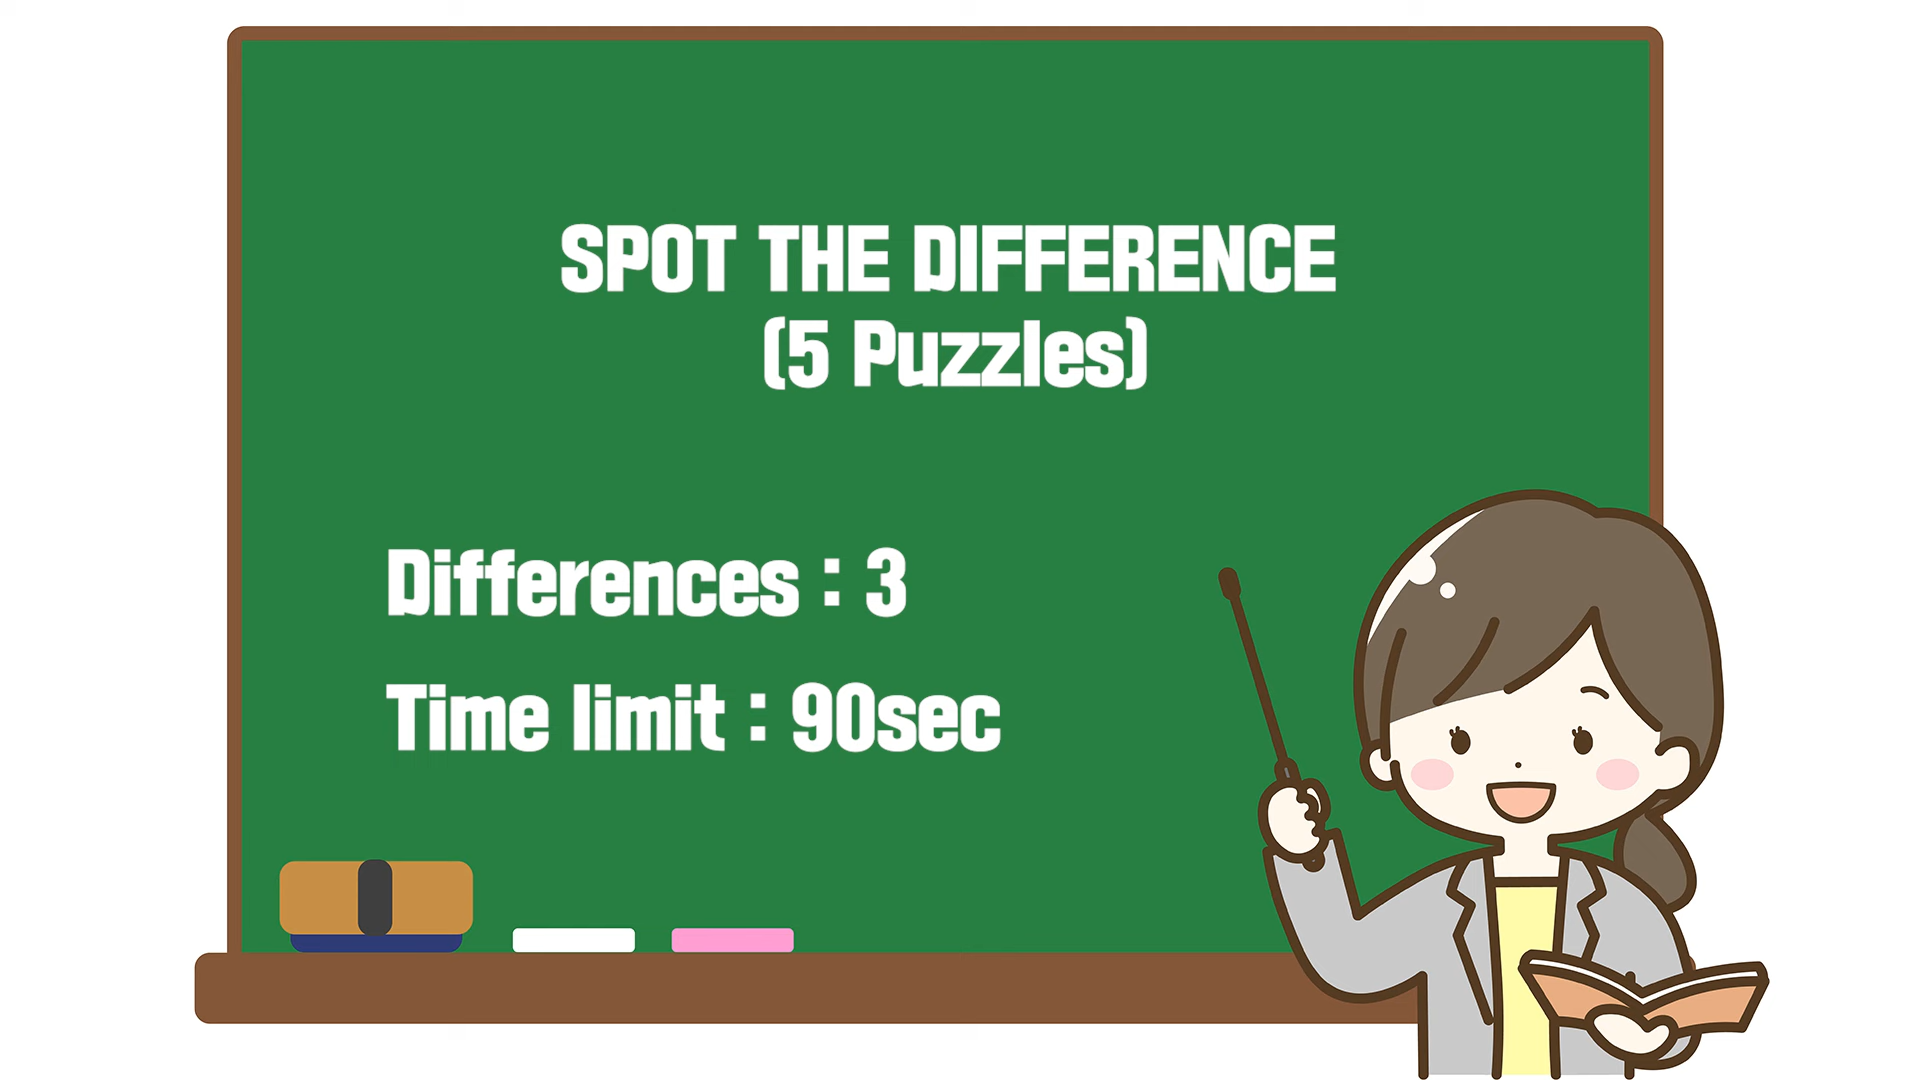 SPOT THE DIFFERENCE
(5 Puzzles)
Differences : 3
Time limit : 90sec